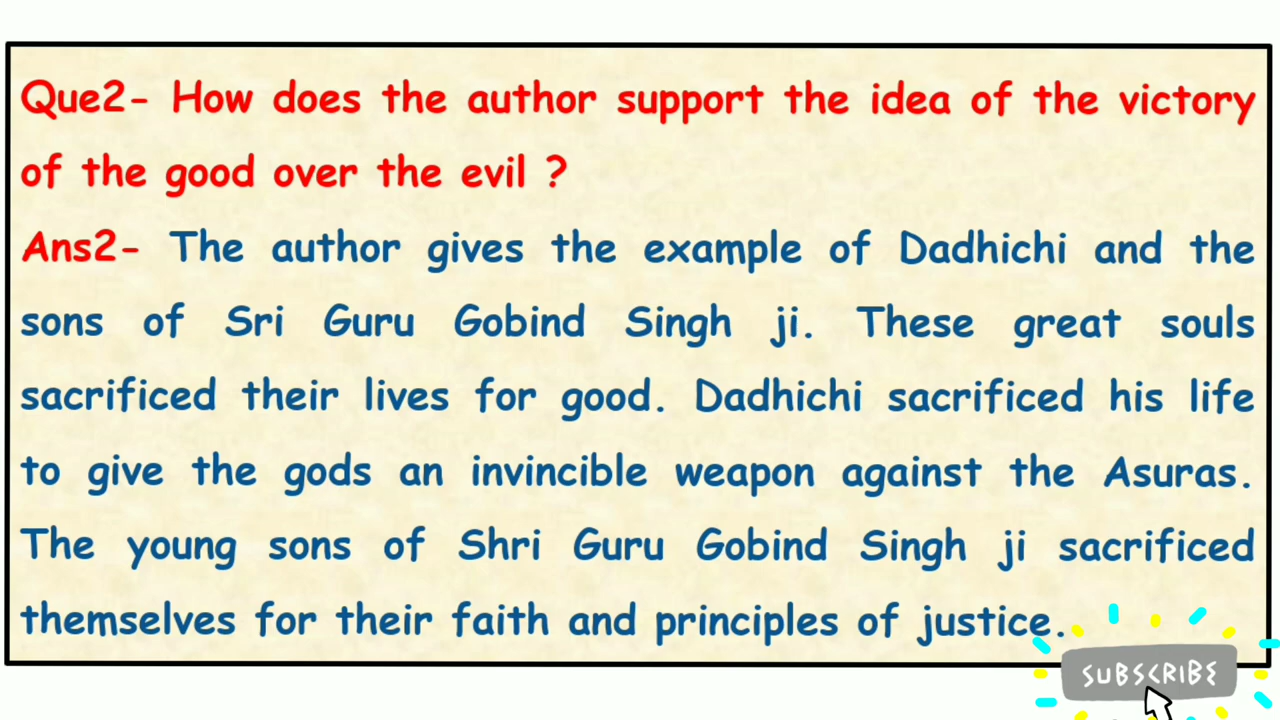 Que2- How does the author support the idea of the victory
of the good over the evil ?
Ans2- The author gives the example of Dadhichi and the
sons of Sri Guru Gobind Singh ji. These great souls
sacrificed their lives for good. Dadhichi sacrificed his life
to give the gods an invincible weapon against the Asuras.
The young sons of Shri Guru Gobind Singh ji sacrificed
themselves for their faith and principles of justice.
SUBSCRIBE